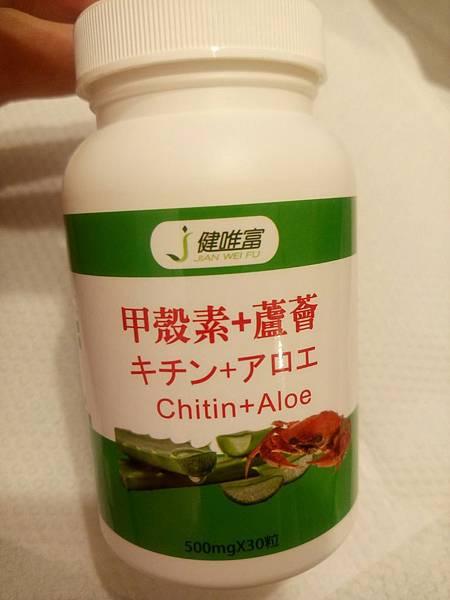 健唯富
JIAN WEI FU
甲殼素+蘆薈
キチン+アロエ
Chitin+Aloe
500mgX30粒